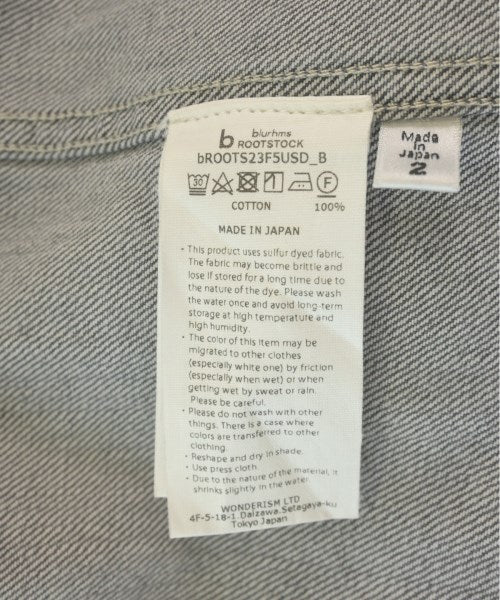 b blurhms
ROOTSTOCK
bROOTS23F5USD_B
30 F
COTTON 100%
MADE IN JAPAN
• This product uses sulfur dyed fabric.
The fabric may become brittle and
lose if stored for a long time due to
the nature of the dye. Please wash
the water once and avoid long-term
storage at high temperature and
high humidity.
• The color of this item may be
migrated to other clothes
(especially white one) by friction
(especially when wet) or when
getting wet by sweat or rain.
Please be careful.
• Please do not wash with other
things. There is a case where
colors are transferred to other
clothing.
• Reshape and dry in shade.
• Use press cloth.
• Due to the nature of the material, it
shrinks slightly in the water.
WONDERISM LTD
4F-5-18-1, Daizawa, Setagaya-ku
Tokyo Japan
Made
in
Japan
2